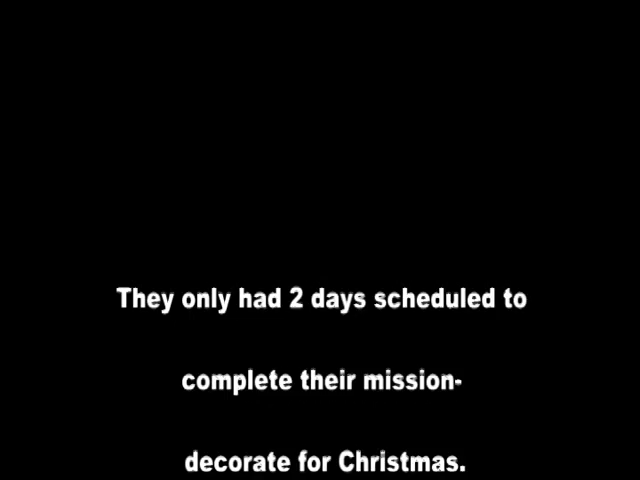 They only had 2 days scheduled to
complete their mission-
decorate for Christmas.